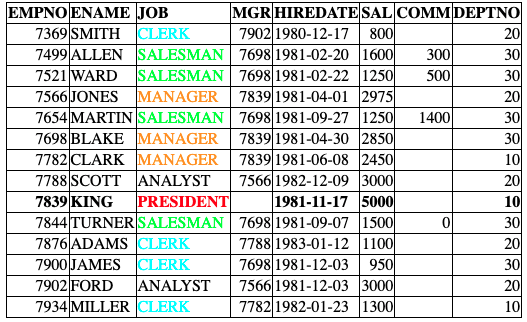 EMPNO ENAME JOB MGR HIREDATE SAL COMM DEPTNO
7369 SMITH CLERK 7902 1980-12-17 800 20
7499 ALLEN SALESMAN 7698 1981-02-20 1600 300 30
7521 WARD SALESMAN 7698 1981-02-22 1250 500 30
7566 JONES MANAGER 7839 1981-04-01 2975 20
7654 MARTIN SALESMAN 7698 1981-09-27 1250 1400 30
7698 BLAKE MANAGER 7839 1981-04-30 2850 30
7782 CLARK MANAGER 7839 1981-06-08 2450 10
7788 SCOTT ANALYST 7566 1982-12-09 3000 20
7839 KING PRESIDENT 1981-11-17 5000 10
7844 TURNER SALESMAN 7698 1981-09-07 1500 0 30
7876 ADAMS CLERK 7788 1983-01-12 1100 20
7900 JAMES CLERK 7698 1981-12-03 950 30
7902 FORD ANALYST 7566 1981-12-03 3000 20
7934 MILLER CLERK 7782 1982-01-23 1300 10